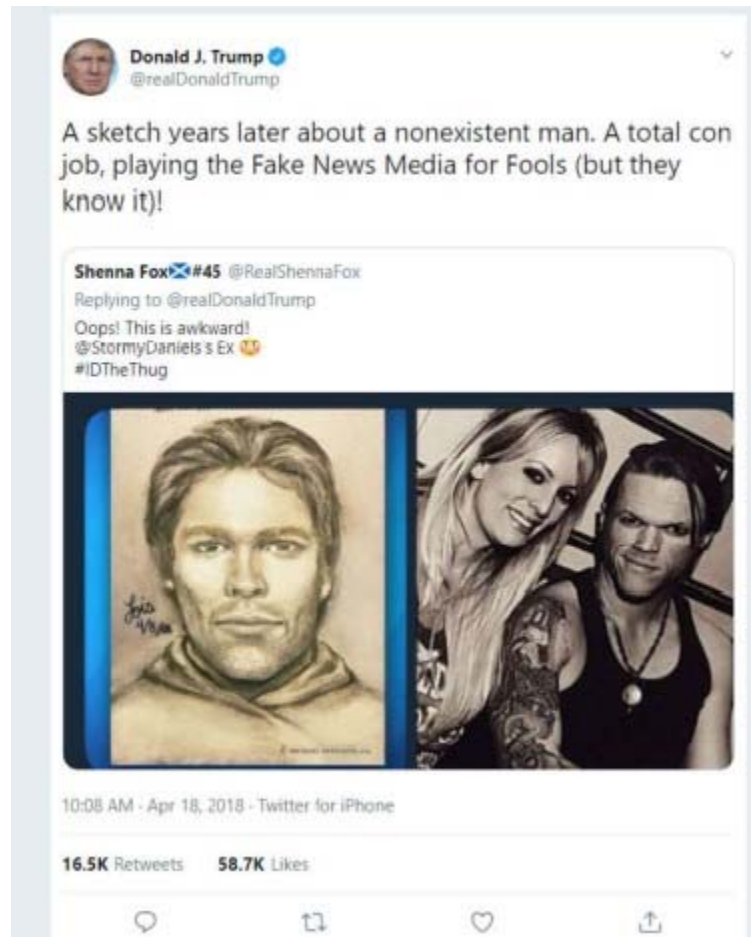 Donald J. Trump
@realDonaldTrump
A sketch years later about a nonexistent man. A total con
job, playing the Fake News Media for Fools (but they
know it)!
Shenna Fox #45 @RealShennaFox
Replying to @realDonaldTrump
Oops! This is awkward!
@StormyDaniels's Ex
#IDTheThug
Lois
10:08 AM - Apr 18, 2018 - Twitter for iPhone
16.5K Retweets 58.7K Likes